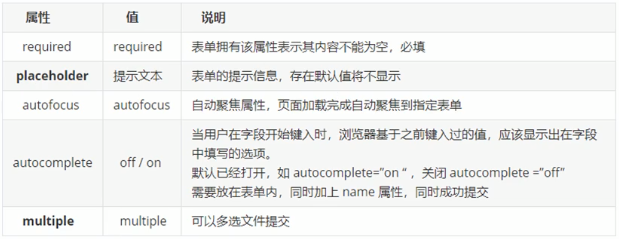 属性 值 说明
required required 表单拥有该属性表示其内容不能为空，必填
placeholder 提示文本 表单的提示信息，存在默认值将不显示
autofocus autofocus 自动聚焦属性，页面加载完成自动聚焦到指定表单
autocomplete off / on 当用户在字段开始键入时，浏览器基于之前键入过的值，应该显示出在字段
中填写的选项。
默认已经打开，如 autocomplete="on “，关闭 autocomplete ="off”
需要放在表单内，同时加上 name 属性，同时成功提交
multiple multiple 可以多选文件提交